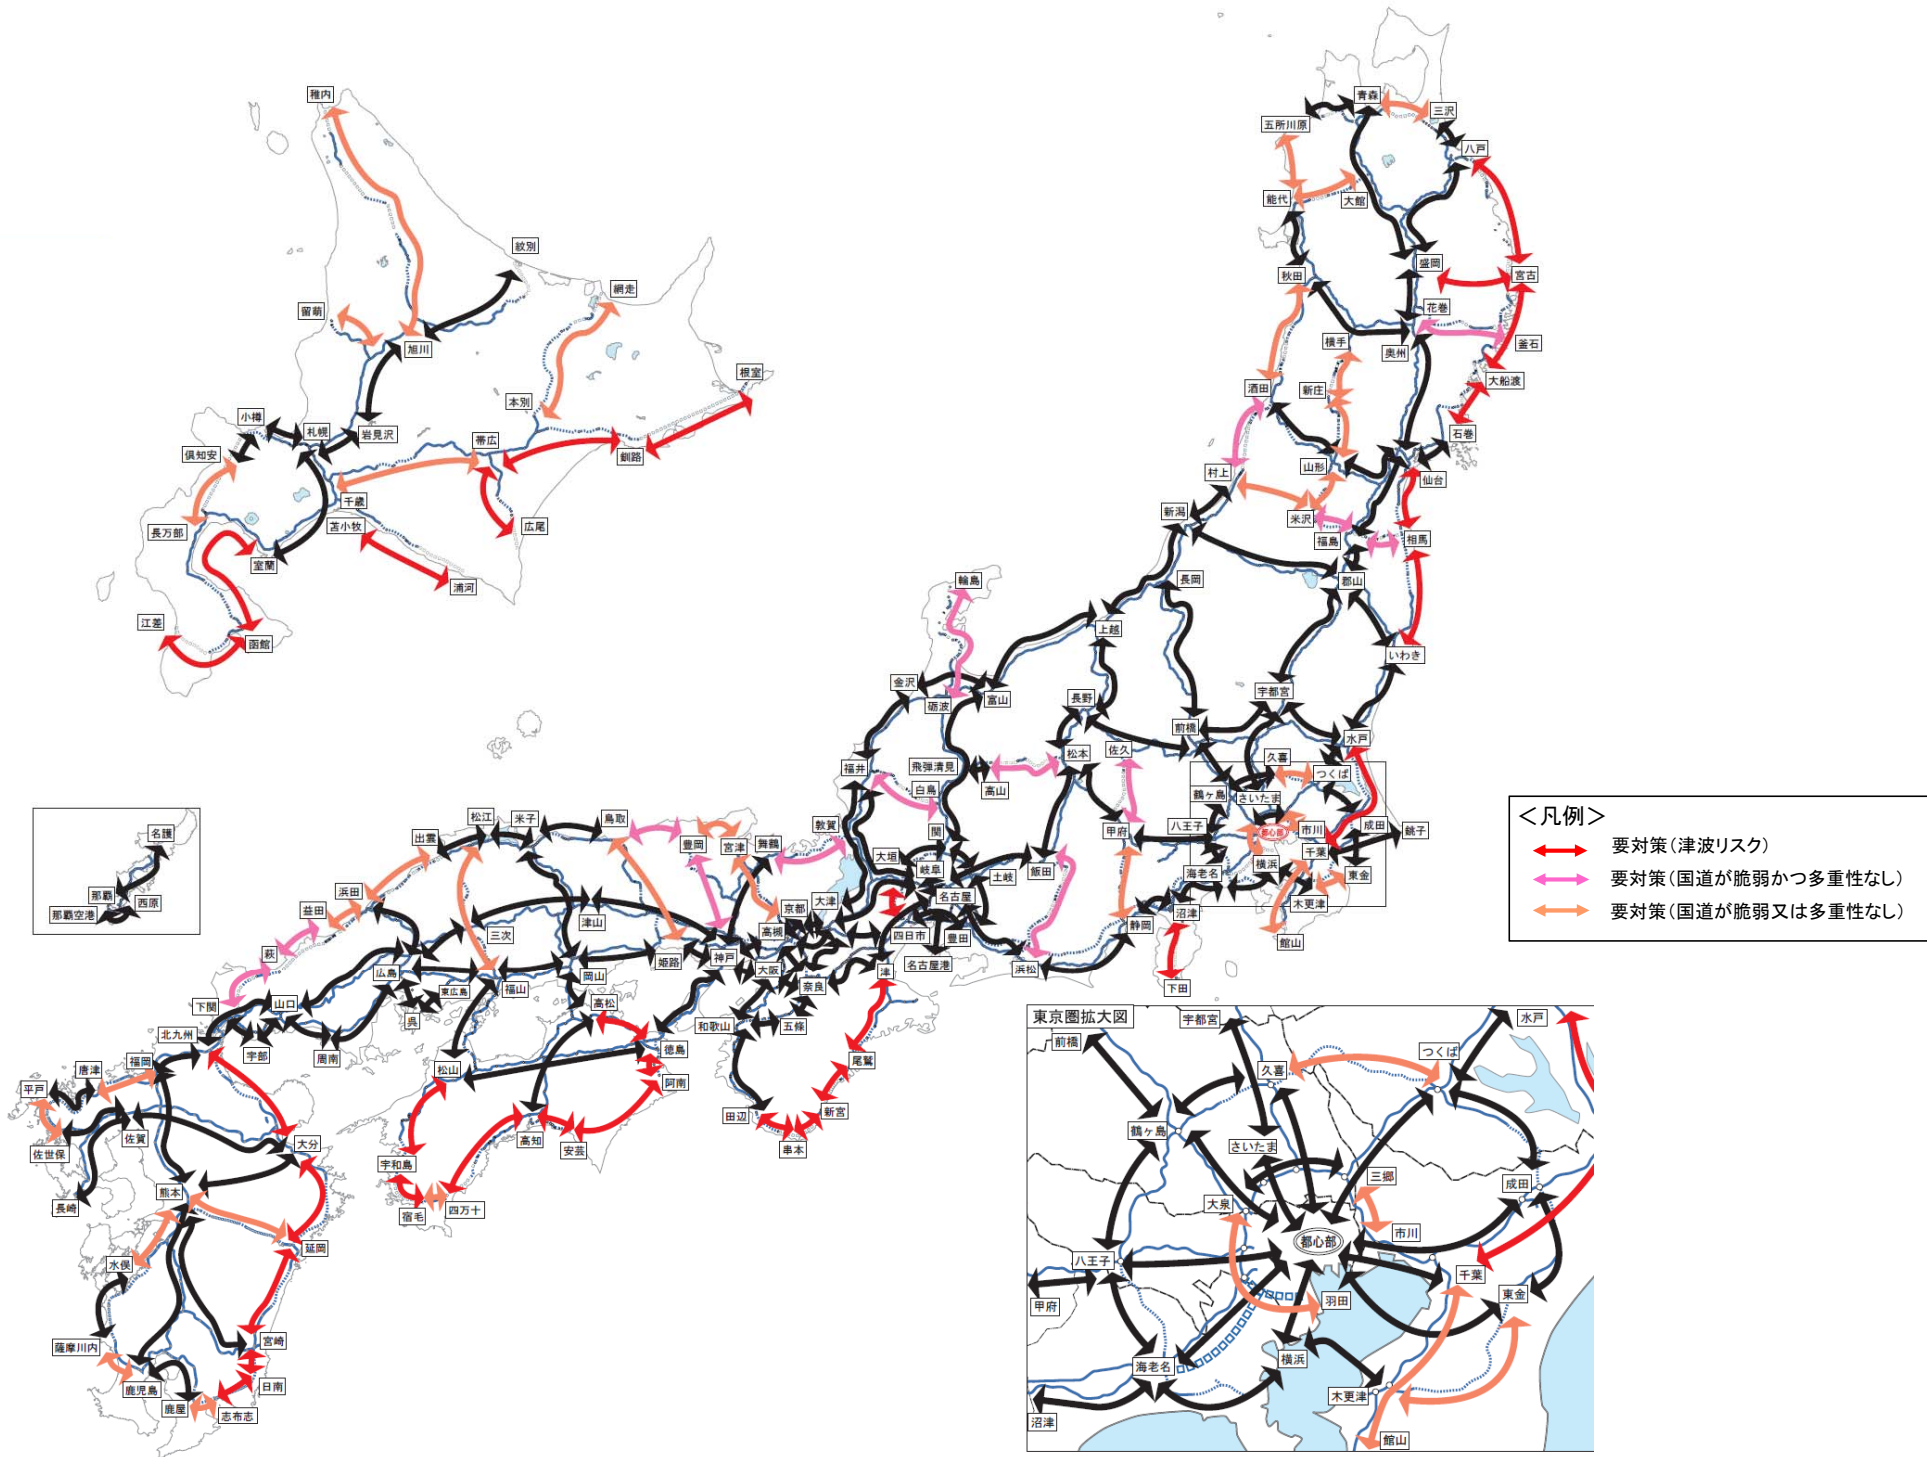 稚内
紋別
網走
留萌
旭川
根室
小樽
札幌
岩見沢
本別
帯広
釧路
倶知安
千歳
苫小牧
広尾
長万部
室蘭
浦河
江差
函館
青森
三沢
五所川原
八戸
能代
大館
秋田
盛岡
宮古
花巻
横手
奥州
釜石
酒田
新庄
大船渡
石巻
村上
山形
仙台
新潟
米沢
福島
相馬
郡山
長岡
輪島
上越
いわき
金沢
砺波
富山
長野
宇都宮
前橋
水戸
福井
飛騨清見
高山
松本
佐久
久喜
つくば
白鳥
鶴ヶ島
さいたま
敦賀
関
甲府
八王子
都心部
市川
成田
銚子
千葉
東金
横浜
海老名
木更津
館山
沼津
静岡
下田
大垣
岐阜
土岐
飯田
名古屋
四日市
豊田
名古屋港
浜松
津
大津
京都
高槻
舞鶴
宮津
豊岡
鳥取
米子
松江
出雲
浜田
益田
萩
下関
山口
北九州
宇部
周南
広島
東広島
呉
三次
津山
福山
岡山
姫路
神戸
大阪
奈良
和歌山
五條
尾鷲
新宮
田辺
串本
高松
徳島
阿南
松山
高知
安芸
宇和島
宿毛
四万十
福岡
唐津
平戸
佐世保
佐賀
長崎
大分
熊本
延岡
水俣
宮崎
薩摩川内
鹿児島
日南
鹿屋
志布志
名護
那覇
西原
那覇空港
＜凡例＞
要対策(津波リスク)
要対策(国道が脆弱かつ多重性なし)
要対策(国道が脆弱又は多重性なし)
東京圏拡大図
宇都宮
水戸
前橋
久喜
つくば
鶴ヶ島
さいたま
三郷
成田
大泉
市川
都心部
八王子
千葉
東金
甲府
羽田
横浜
海老名
木更津
沼津
館山